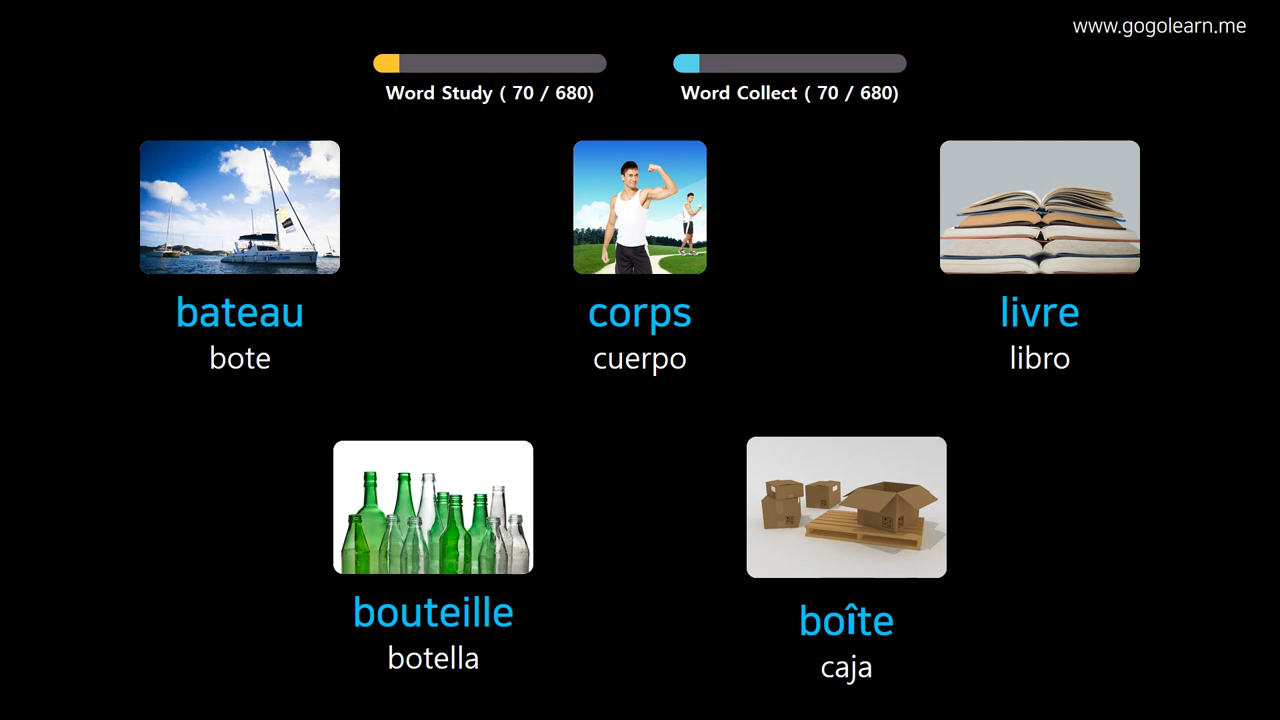 www.gogolearn.me
Word Study ( 70 / 680)
Word Collect ( 70 / 680)
bateau
bote
corps
cuerpo
livre
libro
bouteille
botella
boîte
caja